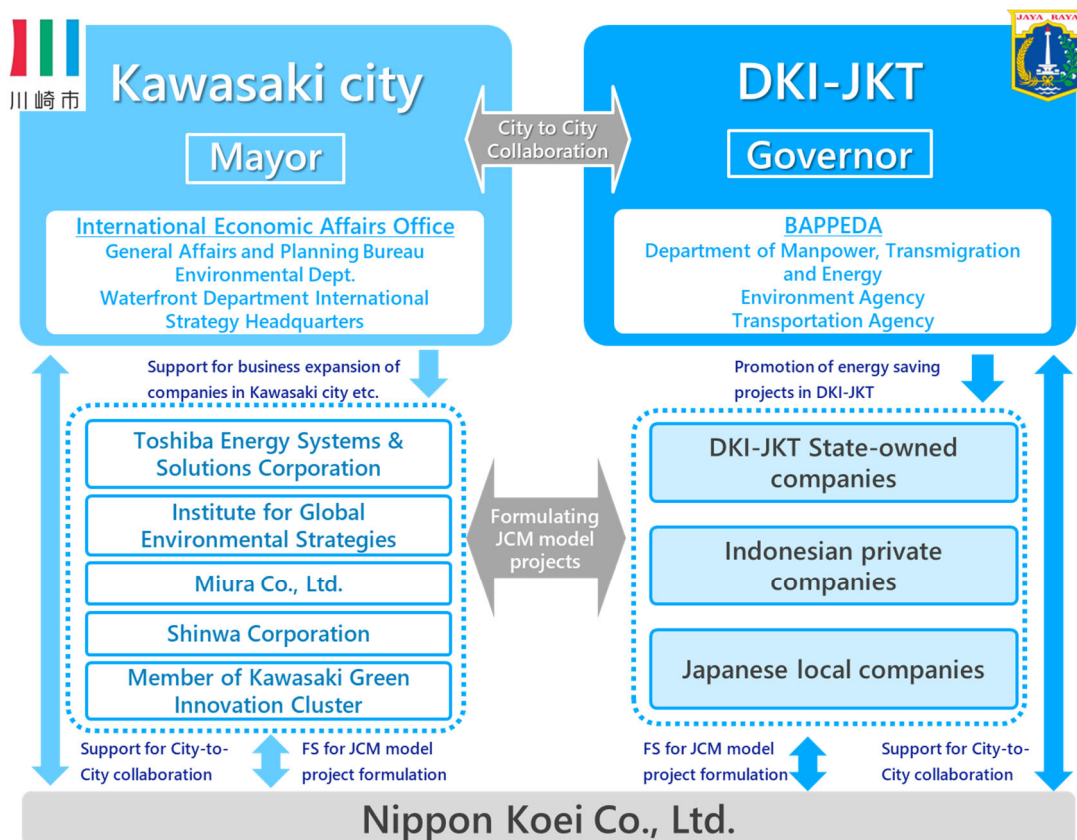 川崎市
Kawasaki city
Mayor
International Economic Affairs Office
General Affairs and Planning Bureau
Environmental Dept.
Waterfront Department International
Strategy Headquarters
City to City
Collaboration
JAYA RAYA
DKI-JKT
Governor
BAPPEDA
Department of Manpower, Transmigration
and Energy
Environment Agency
Transportation Agency
Support for business expansion of
companies in Kawasaki city etc.
Promotion of energy saving
projects in DKI-JKT
Toshiba Energy Systems &
Solutions Corporation
Institute for Global
Environmental Strategies
Miura Co., Ltd.
Shinwa Corporation
Member of Kawasaki Green
Innovation Cluster
Formulating
JCM model
projects
DKI-JKT State-owned
companies
Indonesian private
companies
Japanese local companies
Support for City-to-
City collaboration
FS for JCM model
project formulation
FS for JCM model
project formulation
Support for City-to-
City collaboration
Nippon Koei Co., Ltd.